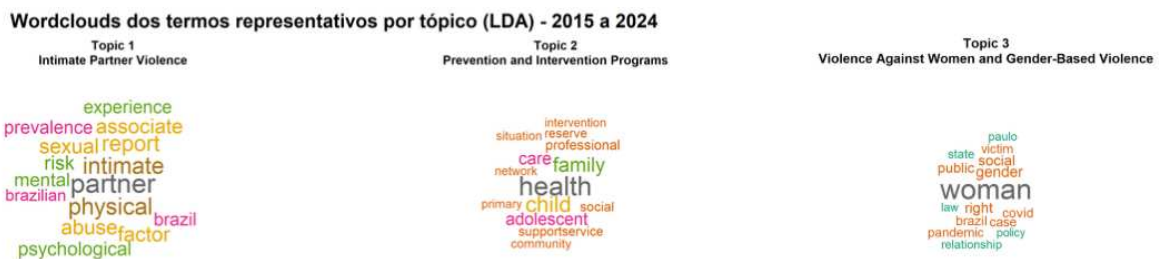 Wordclouds dos termos representativos por tópico (LDA) - 2015 a 2024
Topic 1
Intimate Partner Violence
experience
prevalence associate
sexual report
risk intimate
mental partner
brazilian
physical
brazil
abuse factor
psychological
Topic 2
Prevention and Intervention Programs
intervention
situation reserve
professional
care family
network
health
primary child social
adolescent
supportservice
community
Topic 3
Violence Against Women and Gender-Based Violence
paulo
victim
state social
public gender
woman
law right covid
brazil case
pandemic policy
relationship